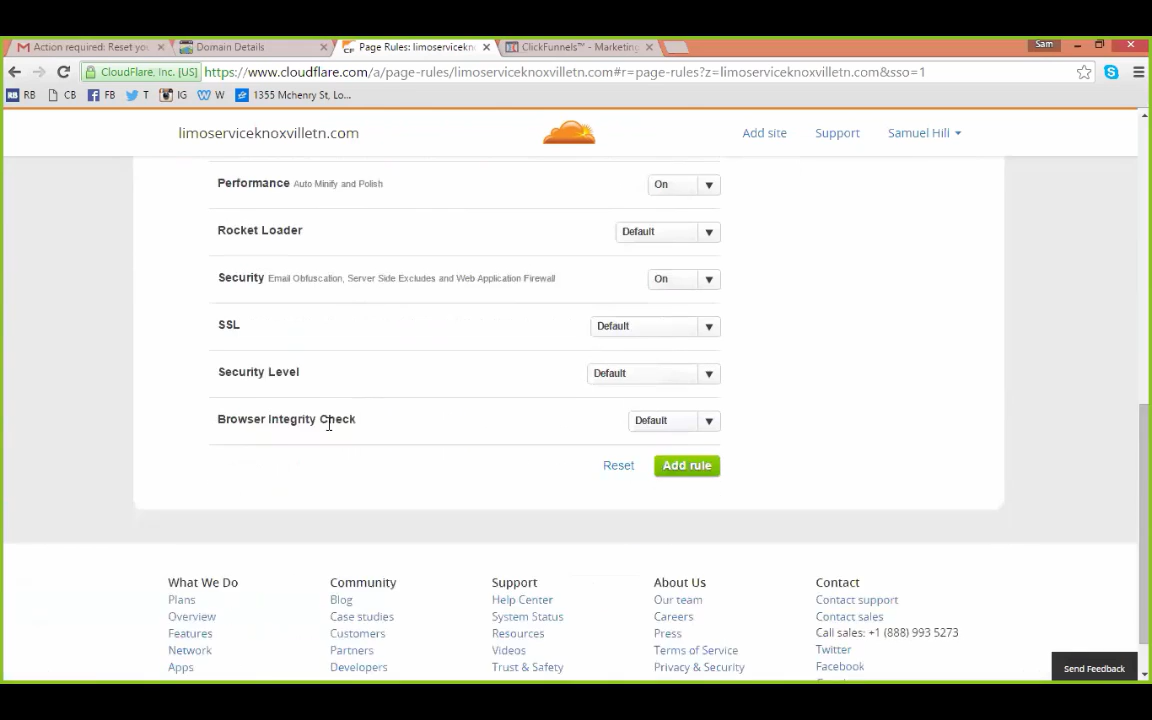 Action required: Reset you
Domain Details
Page Rules: limoservicekn
ClickFunnels™ - Marketing
Sam
CloudFlare, Inc. [US]
https://www.cloudflare.com/a/page-rules/limoserviceknoxvilletn.com#r=page-rules?z=limoserviceknoxvilletn.com&sso=1
RB CB FB T IG W 1355 Mchenry St, Lo...
limoserviceknoxvilletn.com
Add site Support Samuel Hill
Performance Auto Minify and Polish On
Rocket Loader Default
Security Email Obfuscation, Server Side Excludes and Web Application Firewall On
SSL Default
Security Level Default
Browser Integrity Check Default
Reset Add rule
What We Do Community Support About Us Contact
Plans Blog Help Center Our team Contact support
Overview Case studies System Status Careers Contact sales
Features Customers Resources Press Call sales: +1 (888) 993 5273
Network Partners Videos Terms of Service Twitter
Apps Developers Trust & Safety Privacy & Security Facebook
Send Feedback